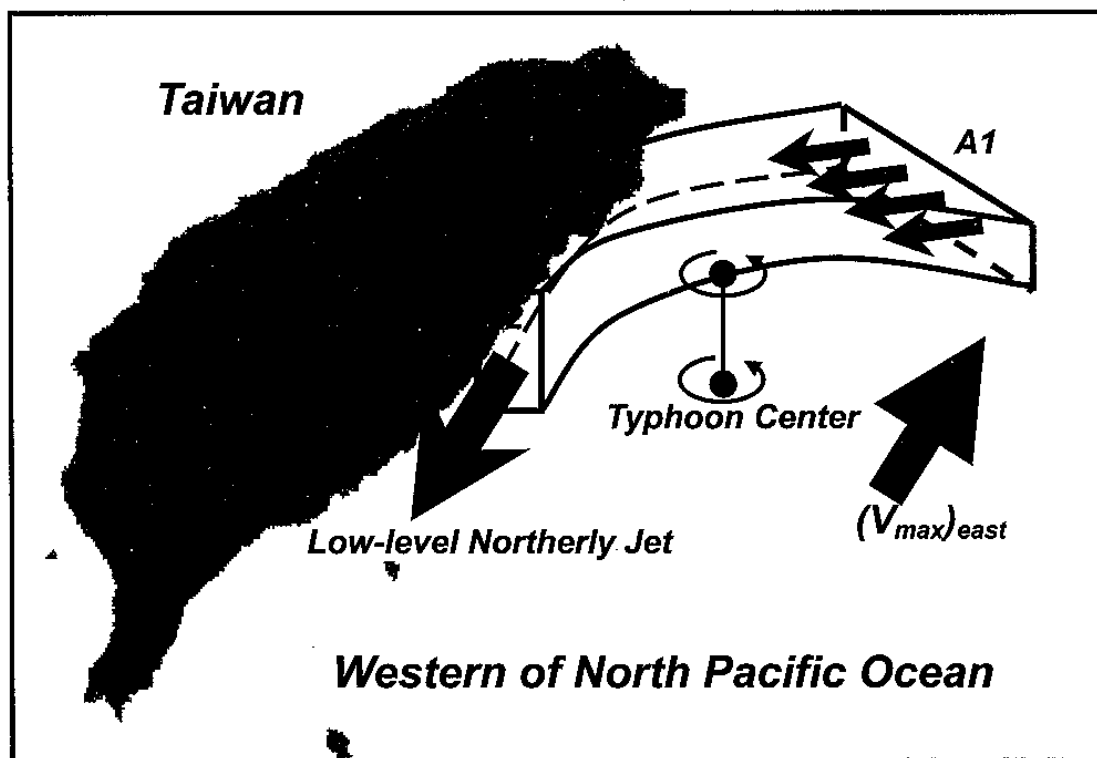 Taiwan
A1
Typhoon Center
(Vmax)east
Low-level Northerly Jet
Western of North Pacific Ocean